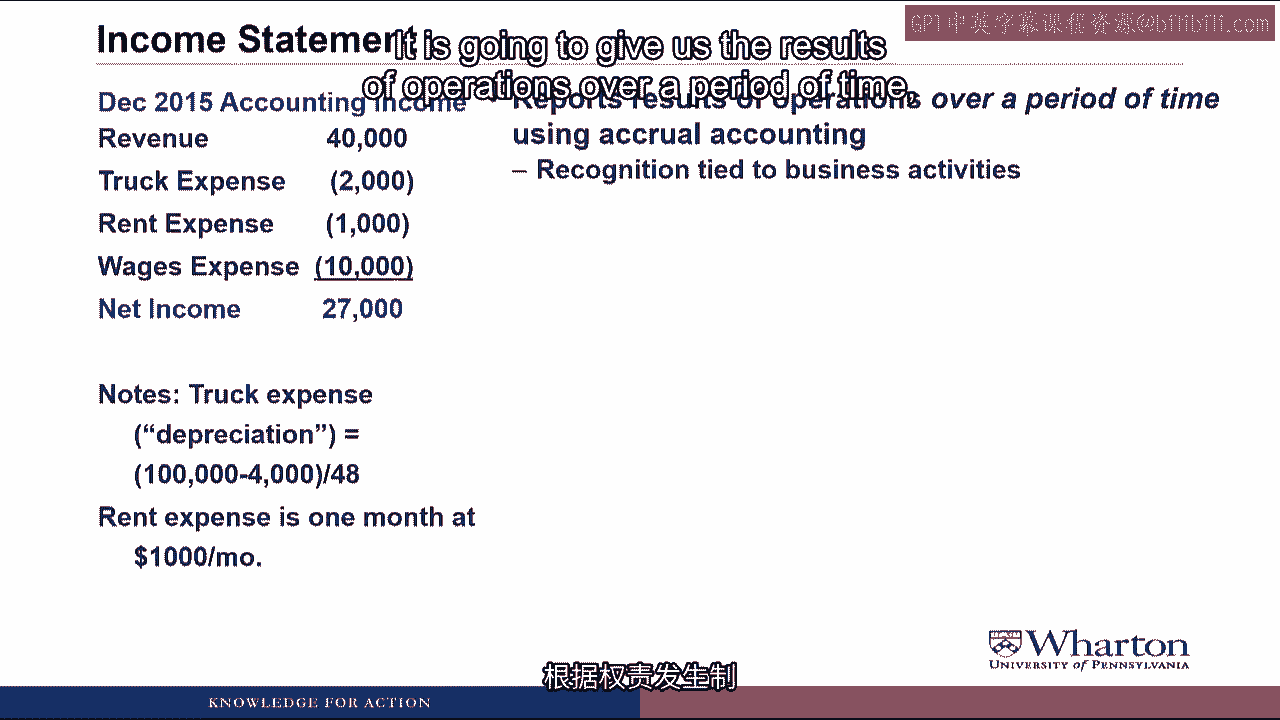 Income Statement
GPT中英字幕课程资源@bilibili.com
It is going to give us the results
of operations over a period of time,
Dec 2015 Accounting Income
Revenue 40,000
Truck Expense (2,000)
Rent Expense (1,000)
Wages Expense (10,000)
Net Income 27,000
Notes: Truck expense
(“depreciation”) =
(100,000-4,000)/48
Rent expense is one month at
$1000/mo.
Reports results of operations over a period of time
using accrual accounting
– Recognition tied to business activities
Wharton
UNIVERSITY of PENNSYLVANIA
根据权责发生制
KNOWLEDGE FOR ACTION